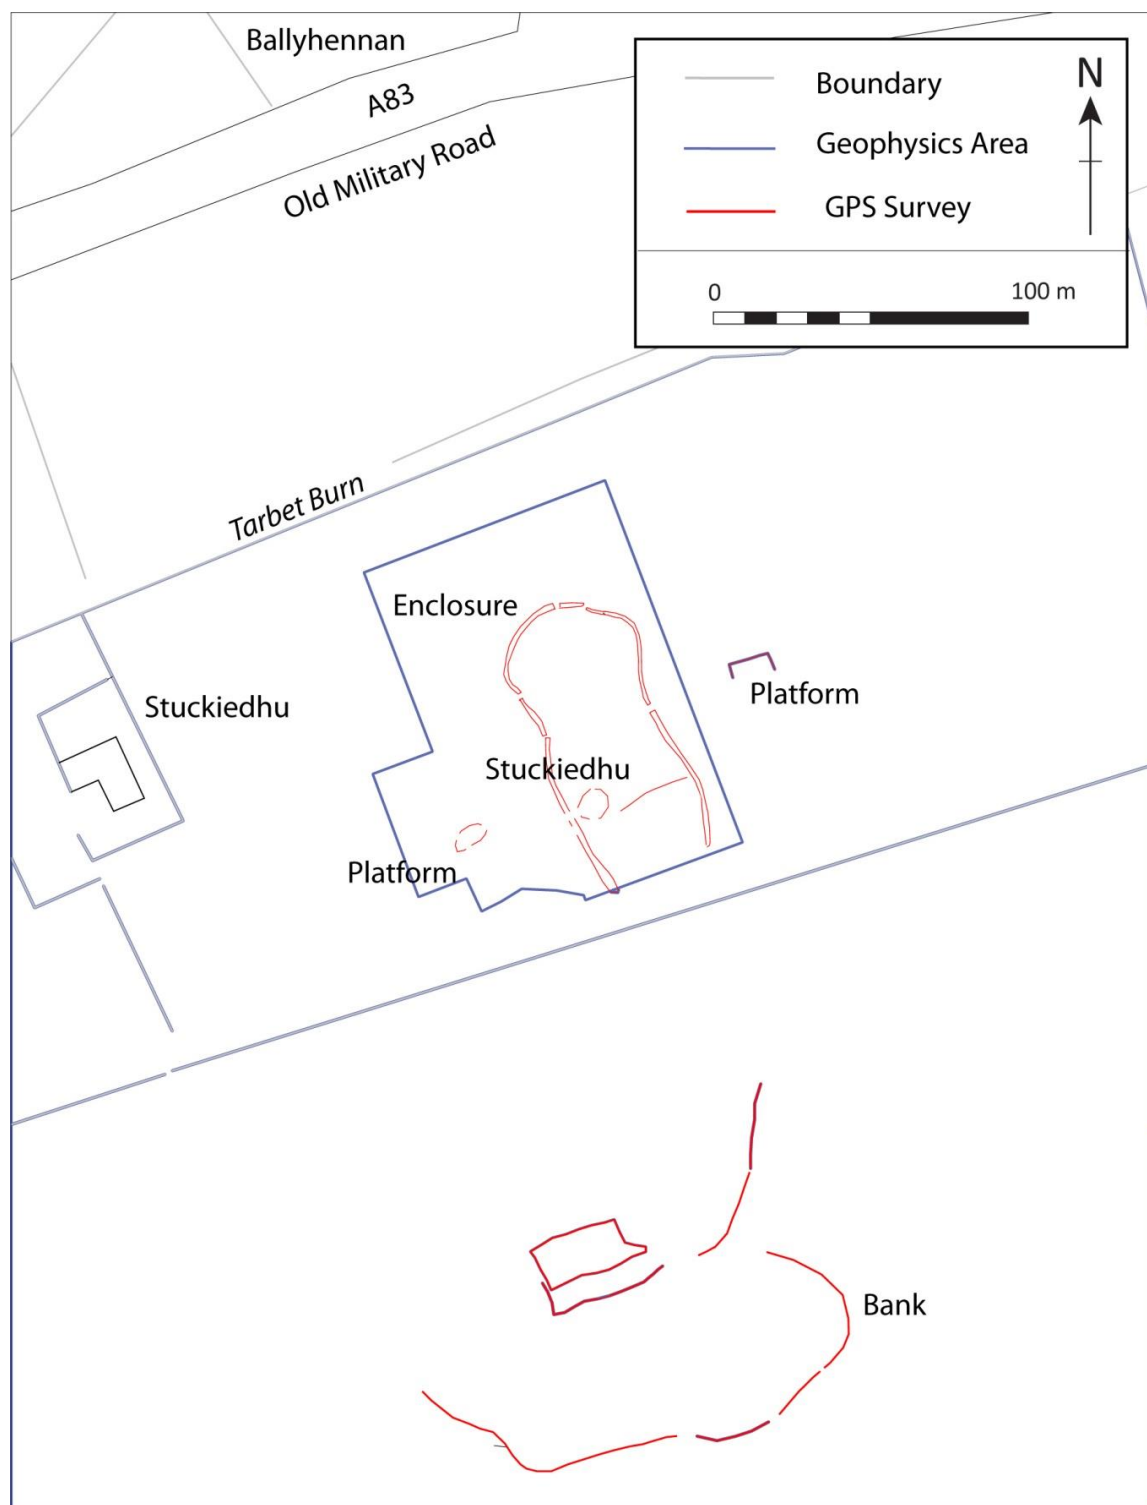 Ballyhennan
A83
Old Military Road
Boundary
Geophysics Area
GPS Survey
N
0
100 m
Tarbet Burn
Enclosure
Stuckiedhu
Platform
Stuckiedhu
Platform
Bank